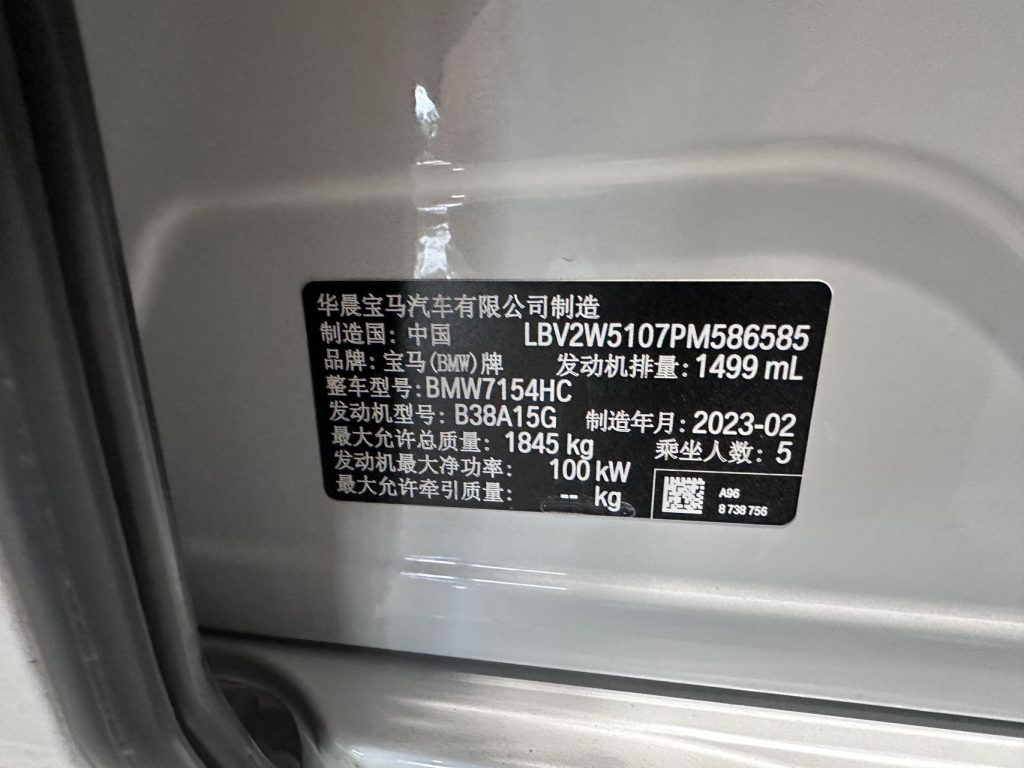 华晨宝马汽车有限公司制造
制造国: 中国 LBV2W5107PM586585
品牌: 宝马(BMW)牌 发动机排量: 1499 mL
整车型号: BMW7154HC
发动机型号: B38A15G 制造年月: 2023-02
最大允许总质量: 1845 kg 乘坐人数: 5
发动机最大净功率: 100 kW
最大允许牵引质量: -- kg
A96
8 738 756